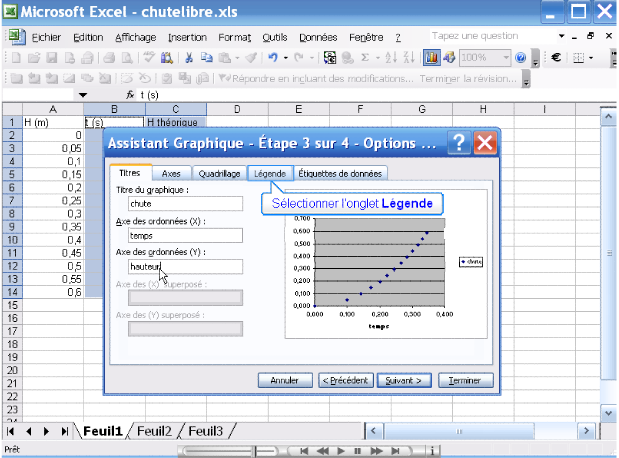 Microsoft Excel - chutelibre.xls
Fichier Edition Affichage Insertion Format Outils Données Fenêtre ? Tapez une question
100%
Répondre en incluant des modifications... Terminer la révision...
fx t (s)
A B C D E F G H I
1 H (m) t (s) H théorique
2 0
3 0,05
4 0,1
5 0,15
6 0,2
7 0,25
8 0,3
9 0,35
10 0,4
11 0,45
12 0,5
13 0,55
14 0,6
15
16
17
18
19
20
21
22
23
Assistant Graphique - Étape 3 sur 4 - Options ...
Titres Axes Quadrillage Légende Étiquettes de données
Sélectionner l'onglet Légende
Titre du graphique :
chute
Axe des ordonnées (X) :
temps
Axe des ordonnées (Y) :
hauteur
Axe des (X) superposé :
Axe des (Y) superposé :
0,700
0,600
0,500
0,400
0,300
0,200
0,100
0,000
0,000 0,100 0,200 0,300 0,400
temps
chute
Annuler < Précédent Suivant > Terminer
Feuil1 Feuil2 Feuil3
Prêt